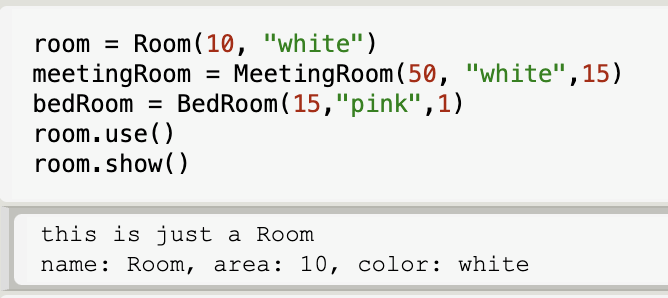 room = Room(10, "white")
meetingRoom = MeetingRoom(50, "white",15)
bedRoom = BedRoom(15,"pink",1)
room.use()
room.show()
this is just a Room
name: Room, area: 10, color: white